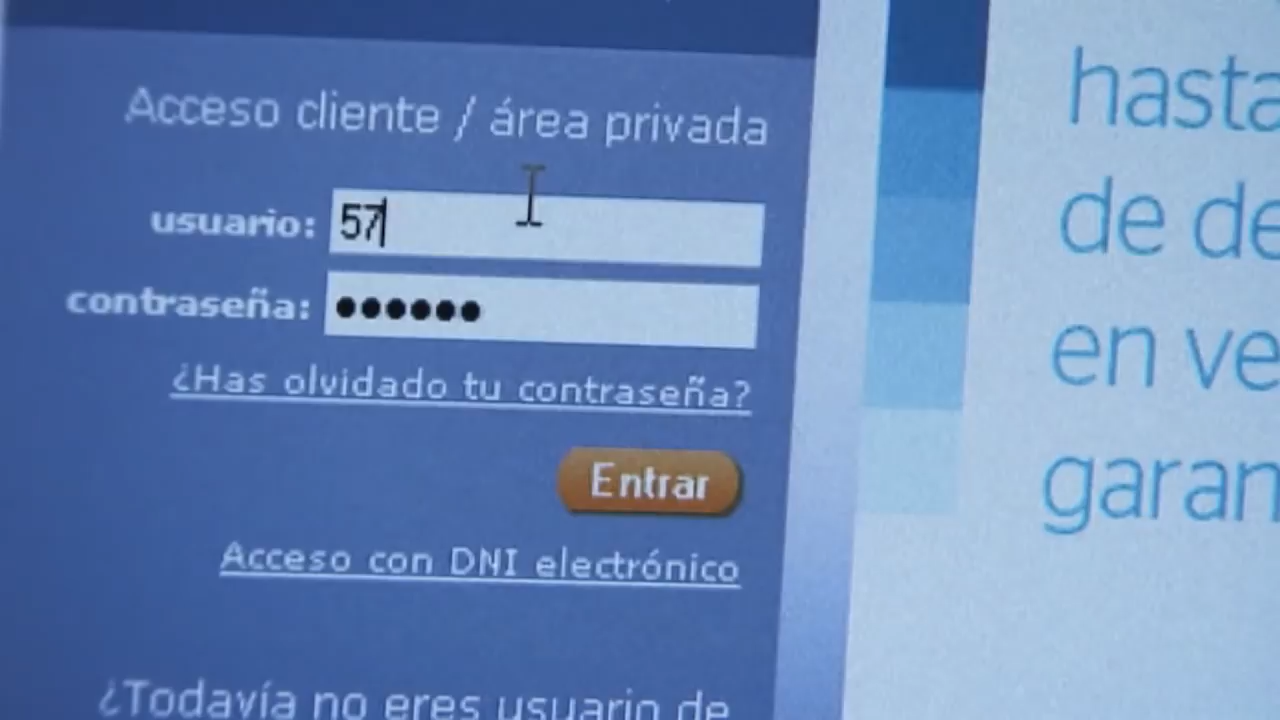 Acceso cliente / área privada
usuario: 57
contraseña: ●●●●●●
¿Has olvidado tu contraseña?
Entrar
Acceso con DNI electrónico
¿Todavía no eres usuario de
hasta
de de
en ve
garan